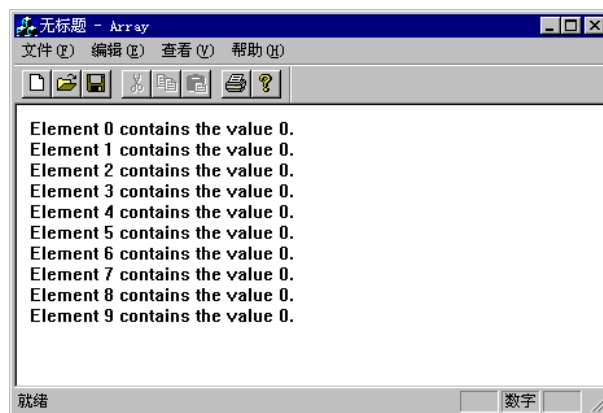 无标题 - Array
文件(F) 编辑(E) 查看(V) 帮助(H)
Element 0 contains the value 0.
Element 1 contains the value 0.
Element 2 contains the value 0.
Element 3 contains the value 0.
Element 4 contains the value 0.
Element 5 contains the value 0.
Element 6 contains the value 0.
Element 7 contains the value 0.
Element 8 contains the value 0.
Element 9 contains the value 0.
就绪 数字